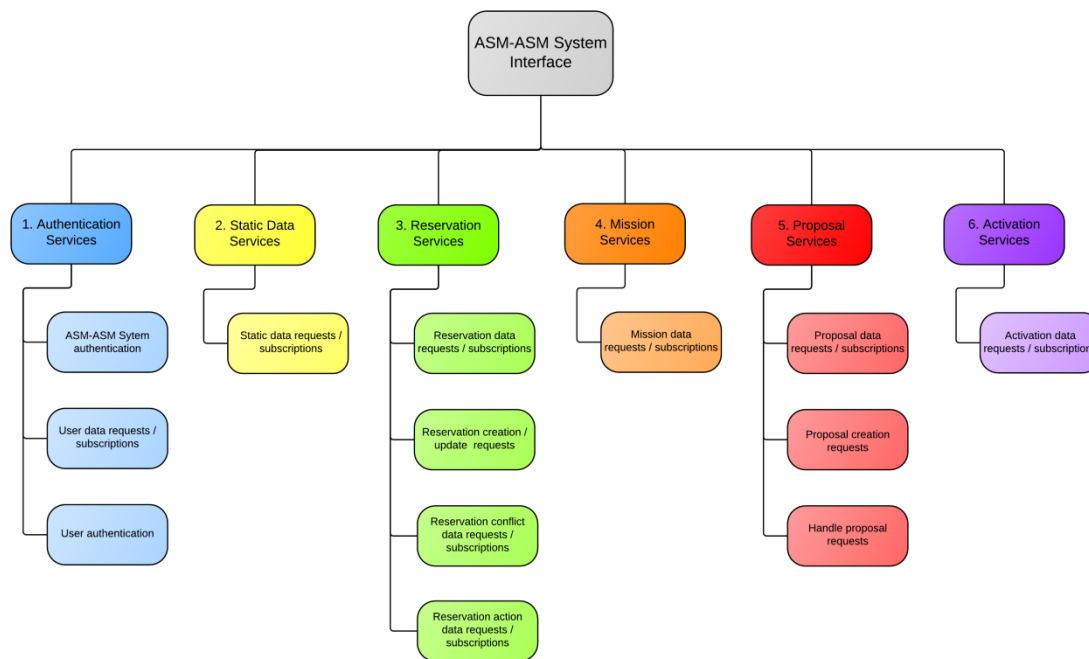 ASM-ASM System
Interface
1. Authentication
Services
2. Static Data
Services
3. Reservation
Services
4. Mission
Services
5. Proposal
Services
6. Activation
Services
ASM-ASM Sytem
authentication
Static data requests /
subscriptions
Reservation data
requests / subscriptions
Mission data
requests / subscriptions
Proposal data
requests / subscriptions
Activation data
requests / subscription
User data requests /
subscriptions
Reservation creation /
update requests
Proposal creation
requests
User authentication
Reservation conflict
data requests /
subscriptions
Handle proposal
requests
Reservation action
data requests /
subscriptions